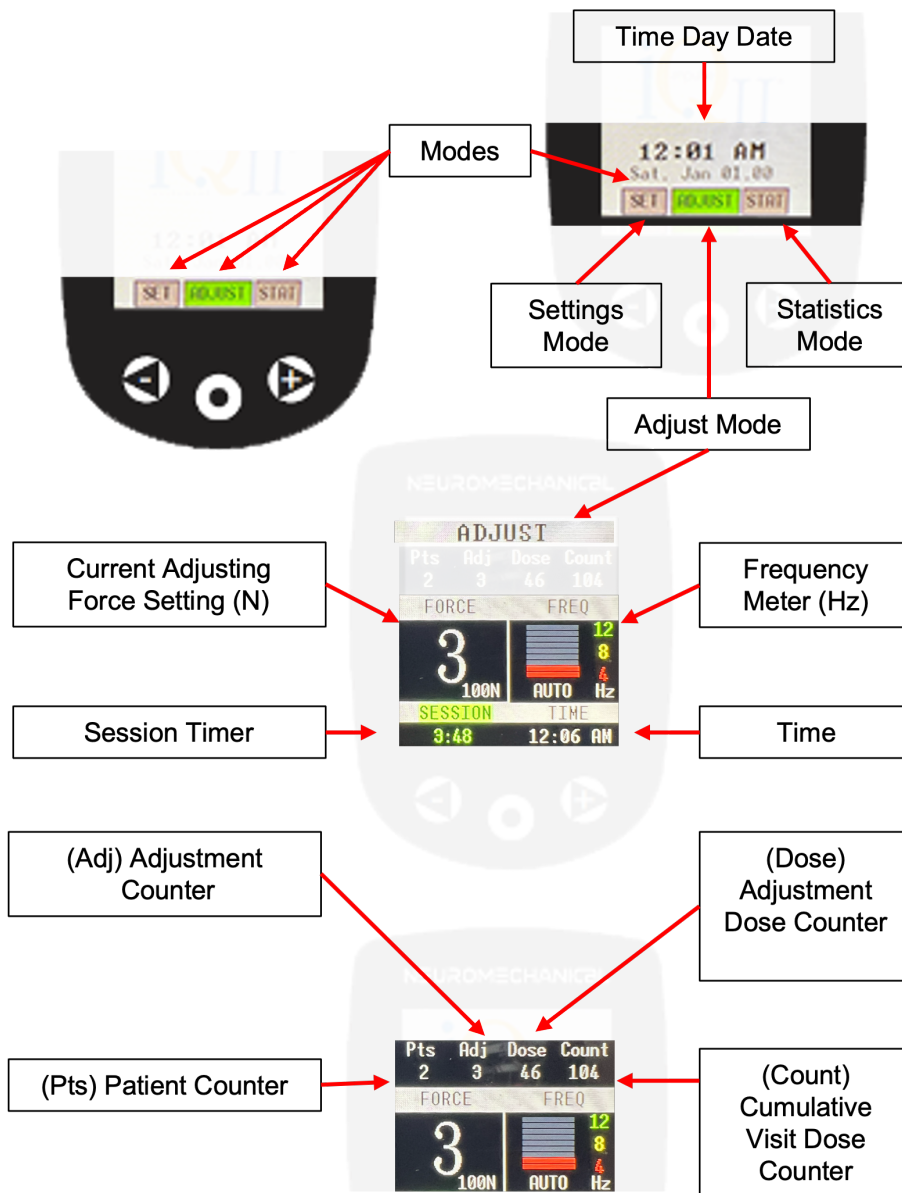 Time Day Date
Modes
12:01 AM
Sat, Jan 01.00
SET ADJUST STAT
SET ADJUST STAT
Settings
Mode
Statistics
Mode
Adjust Mode
NEUROMECHANICAL
ADJUST
Pts Adj Dose Count
2 3 46 104
Current Adjusting
Force Setting (N)
Frequency
Meter (Hz)
FORCE FREQ
3
100N
12
8
4
AUTO Hz
SESSION TIME
3:48 12:06 AM
Session Timer
Time
(Adj) Adjustment
Counter
(Dose)
Adjustment
Dose Counter
NEUROMECHANICAL
Pts Adj Dose Count
2 3 46 104
(Pts) Patient Counter
(Count)
Cumulative
Visit Dose
Counter
FORCE FREQ
3
100N
12
8
4
AUTO Hz